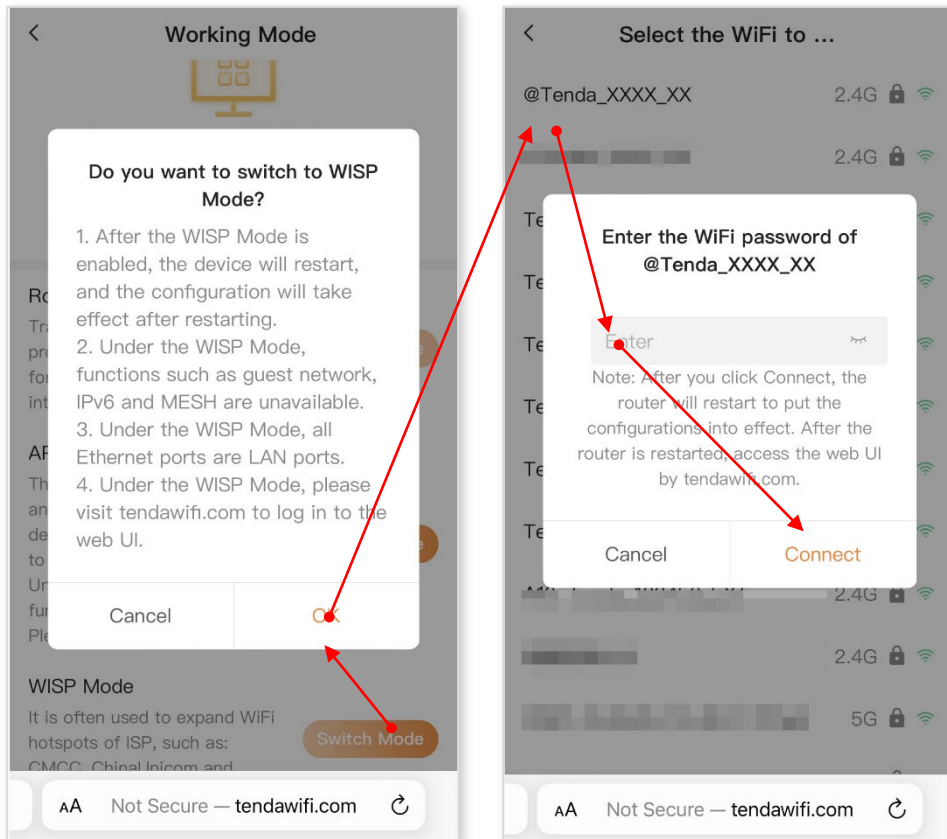 Working Mode
Do you want to switch to WISP
Mode?
1. After the WISP Mode is
enabled, the device will restart,
and the configuration will take
effect after restarting.
2. Under the WISP Mode,
functions such as guest network,
IPv6 and MESH are unavailable.
3. Under the WISP Mode, all
Ethernet ports are LAN ports.
4. Under the WISP Mode, please
visit tendawifi.com to log in to the
web UI.
Cancel
OK
WISP Mode
It is often used to expand WiFi
hotspots of ISP, such as:
CMCC, ChinaUnicom and
Switch Mode
AA Not Secure — tendawifi.com
Select the WiFi to ...
@Tenda_XXXX_XX 2.4G
2.4G
Enter the WiFi password of
@Tenda_XXXX_XX
Enter
Note: After you click Connect, the
router will restart to put the
configurations into effect. After the
router is restarted, access the web UI
by tendawifi.com.
Cancel
Connect
2.4G
2.4G
5G
AA Not Secure — tendawifi.com